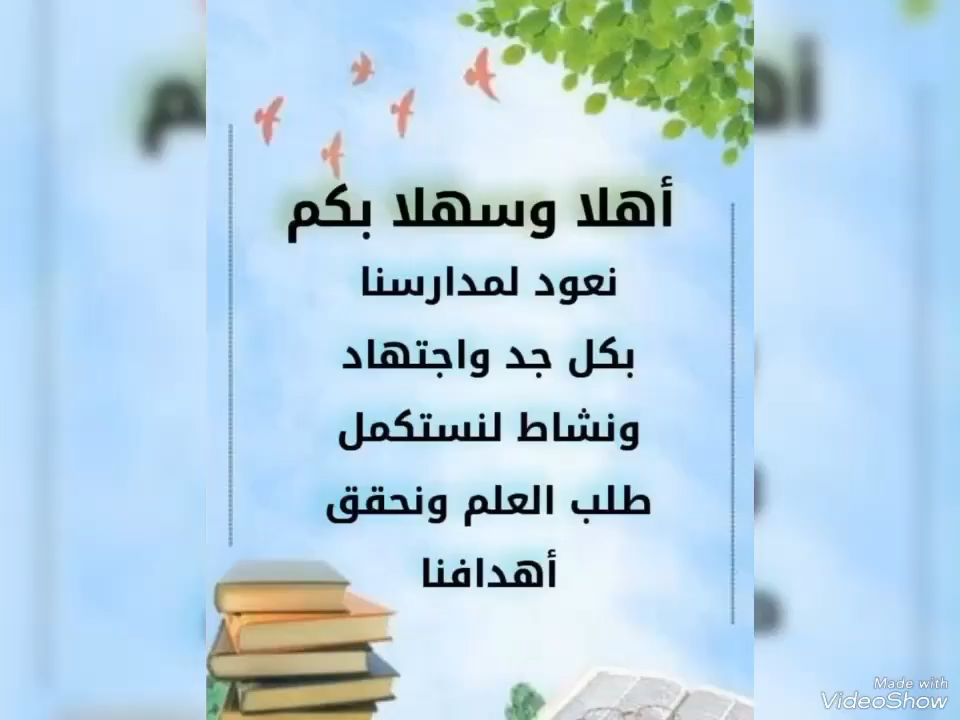 أهلا وسهلا بكم
نعود لمدارسنا
بكل جد واجتهاد
ونشاط لنستكمل
طلب العلم ونحقق
أهدافنا
Made with
VideoShow